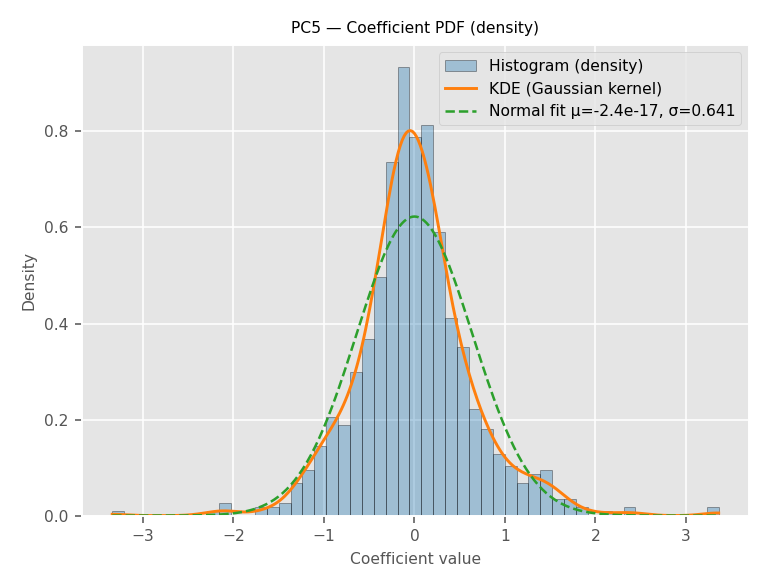 PC5 — Coefficient PDF (density)
Histogram (density)
KDE (Gaussian kernel)
Normal fit μ=-2.4e-17, σ=0.641
Density
0.8
0.6
0.4
0.2
0.0
−3 −2 −1 0 1 2 3
Coefficient value